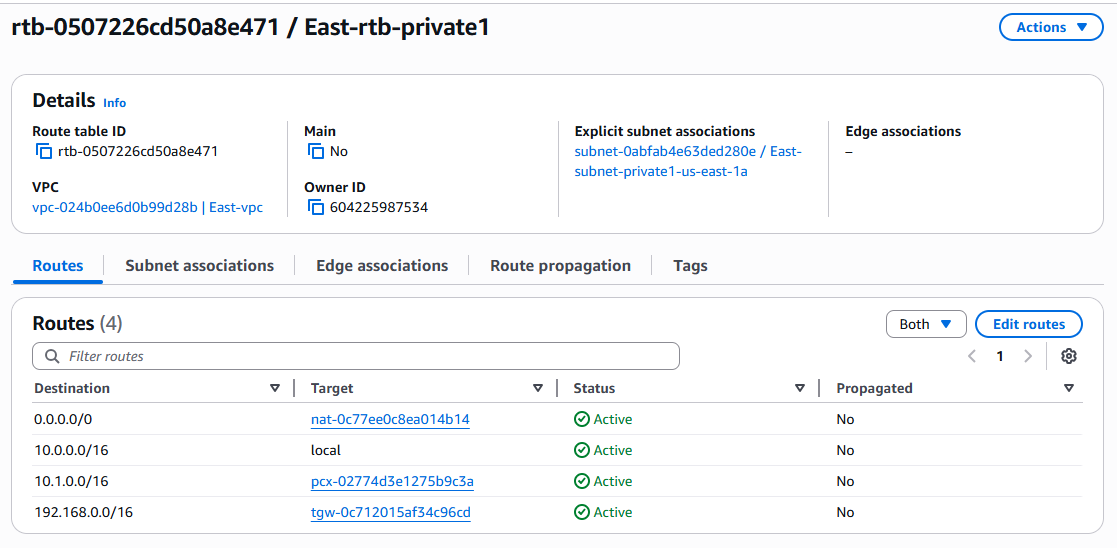 rtb-0507226cd50a8e471 / East-rtb-private1
Actions
Details Info
Route table ID
rtb-0507226cd50a8e471
Main
No
Explicit subnet associations
subnet-0abfab4e63ded280e / East-
subnet-private1-us-east-1a
Edge associations
–
VPC
vpc-024b0ee6d0b99d28b | East-vpc
Owner ID
604225987534
Routes Subnet associations Edge associations Route propagation Tags
Routes (4)
Both
Edit routes
Filter routes
1
Destination Target Status Propagated
0.0.0.0/0 nat-0c77ee0c8ea014b14 Active No
10.0.0.0/16 local Active No
10.1.0.0/16 pcx-02774d3e1275b9c3a Active No
192.168.0.0/16 tgw-0c712015af34c96cd Active No